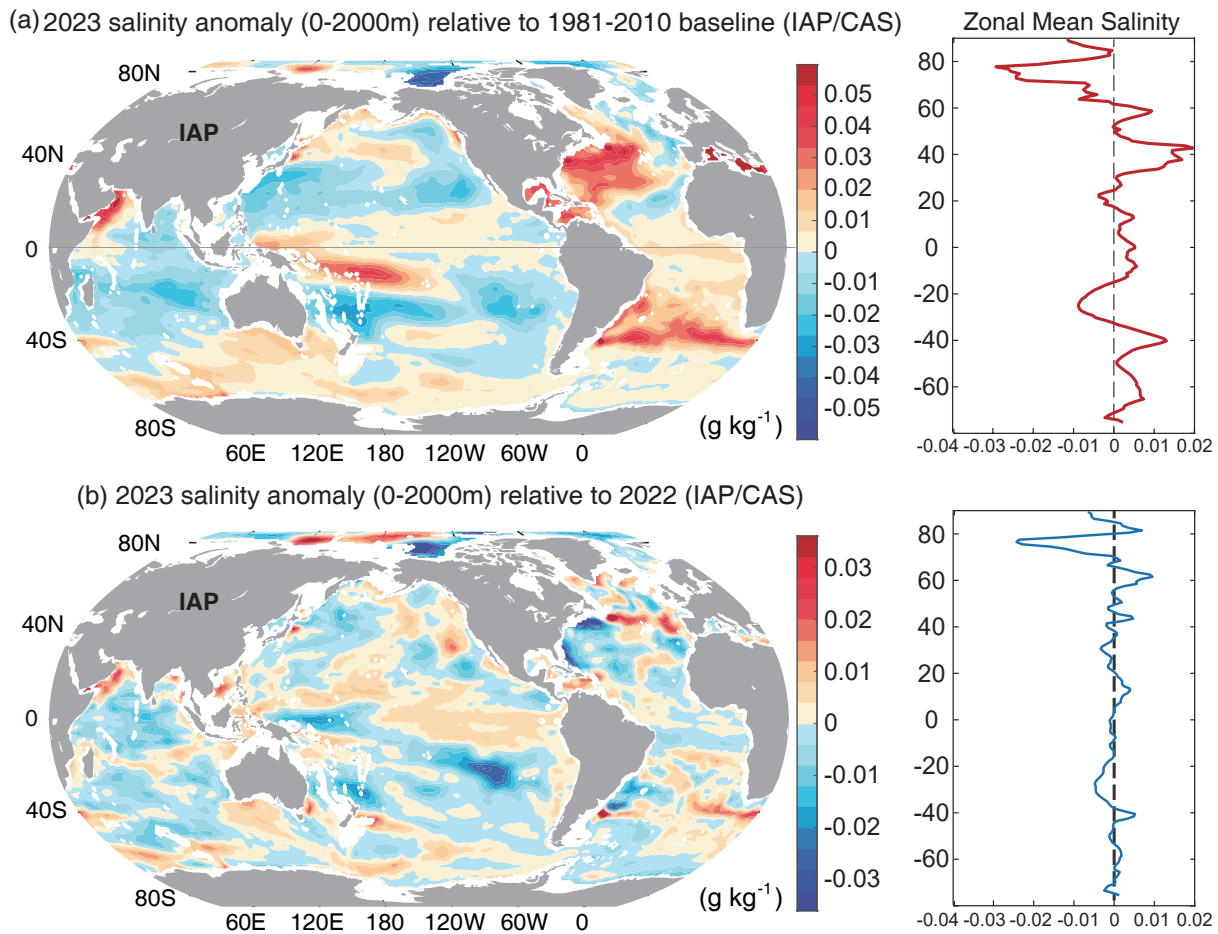 (a) 2023 salinity anomaly (0-2000m) relative to 1981-2010 baseline (IAP/CAS)
Zonal Mean Salinity
80N
IAP
40N
0
40S
80S
60E 120E 180 120W 60W 0
0.05
0.04
0.03
0.02
0.01
0
-0.01
-0.02
-0.03
-0.04
-0.05
(g kg-1)
80
60
40
20
0
-20
-40
-60
-0.04 -0.03 -0.02 -0.01 0 0.01 0.02
(b) 2023 salinity anomaly (0-2000m) relative to 2022 (IAP/CAS)
80N
IAP
40N
0
40S
80S
60E 120E 180 120W 60W 0
0.03
0.02
0.01
0
-0.01
-0.02
-0.03
(g kg-1)
80
60
40
20
0
-20
-40
-60
-0.04 -0.03 -0.02 -0.01 0 0.01 0.02